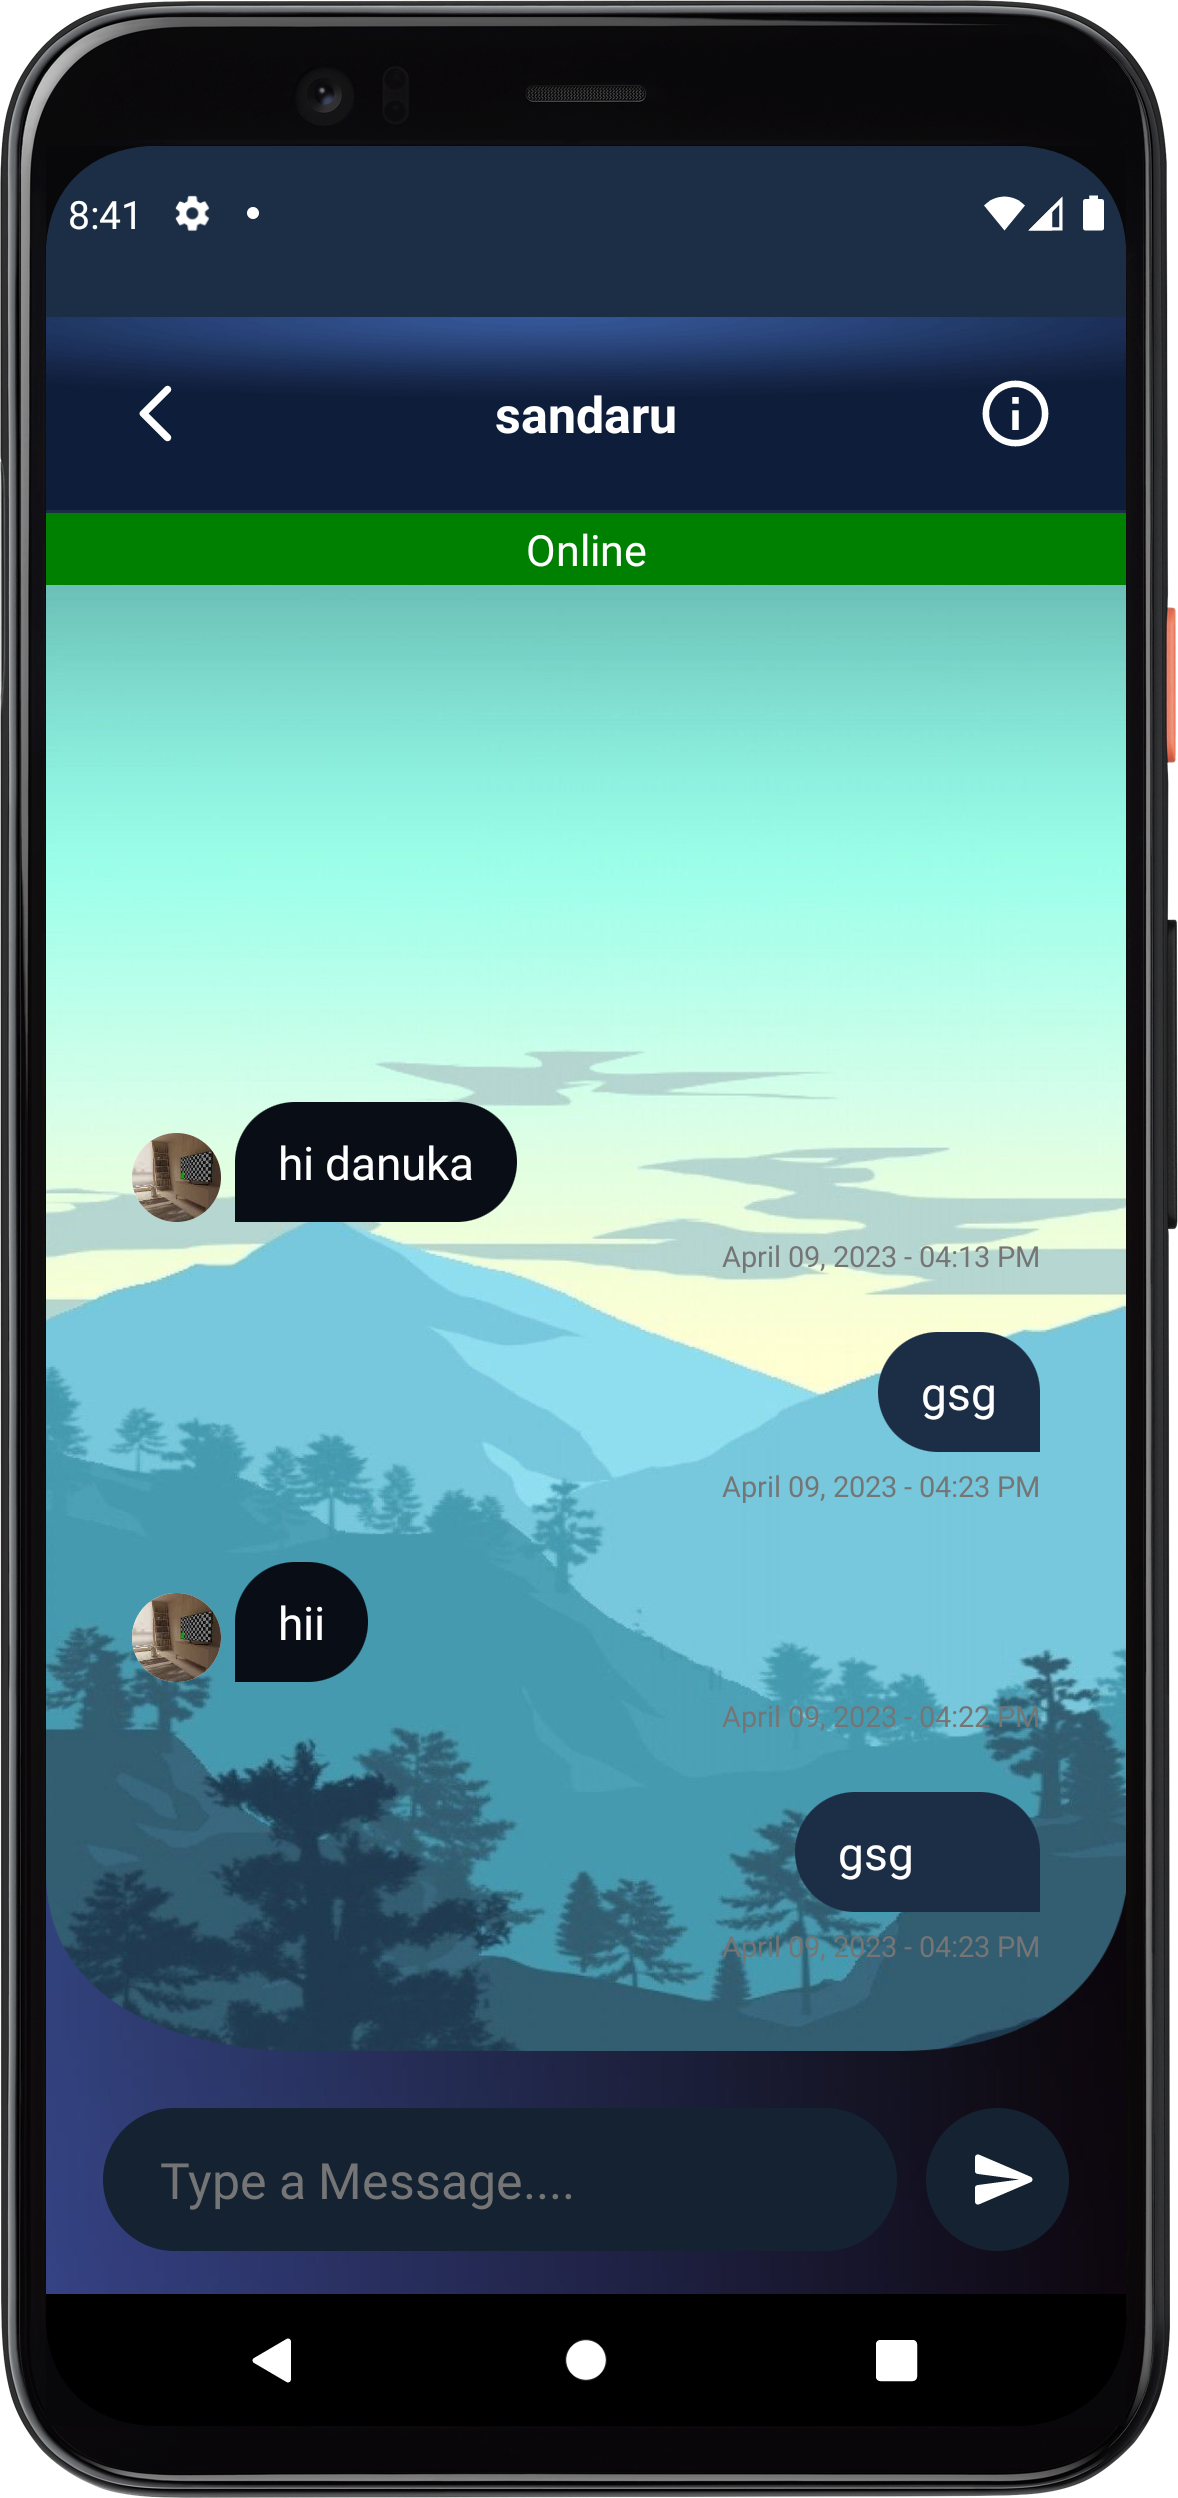 8:41
sandaru
Online
hi danuka
April 09, 2023 - 04:13 PM
gsg
April 09, 2023 - 04:23 PM
hii
April 09, 2023 - 04:22 PM
gsg
April 09, 2023 - 04:23 PM
Type a Message....